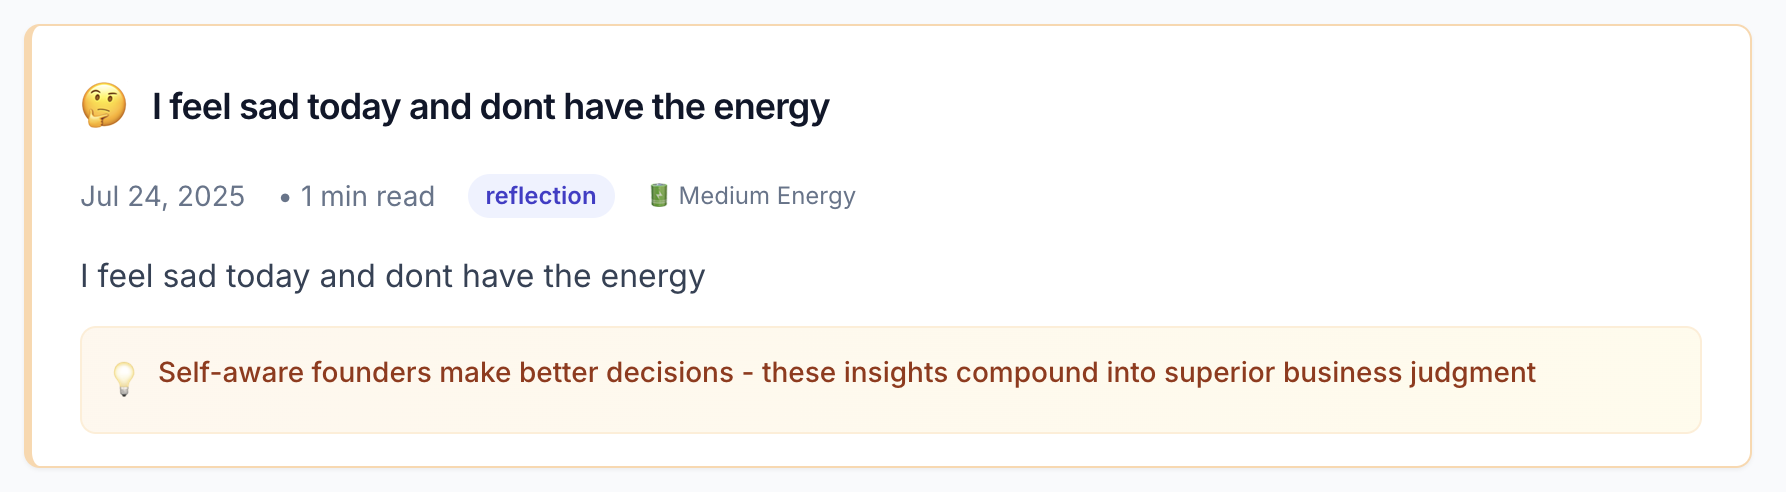 I feel sad today and dont have the energy
Jul 24, 2025 • 1 min read reflection Medium Energy
I feel sad today and dont have the energy
Self-aware founders make better decisions - these insights compound into superior business judgment